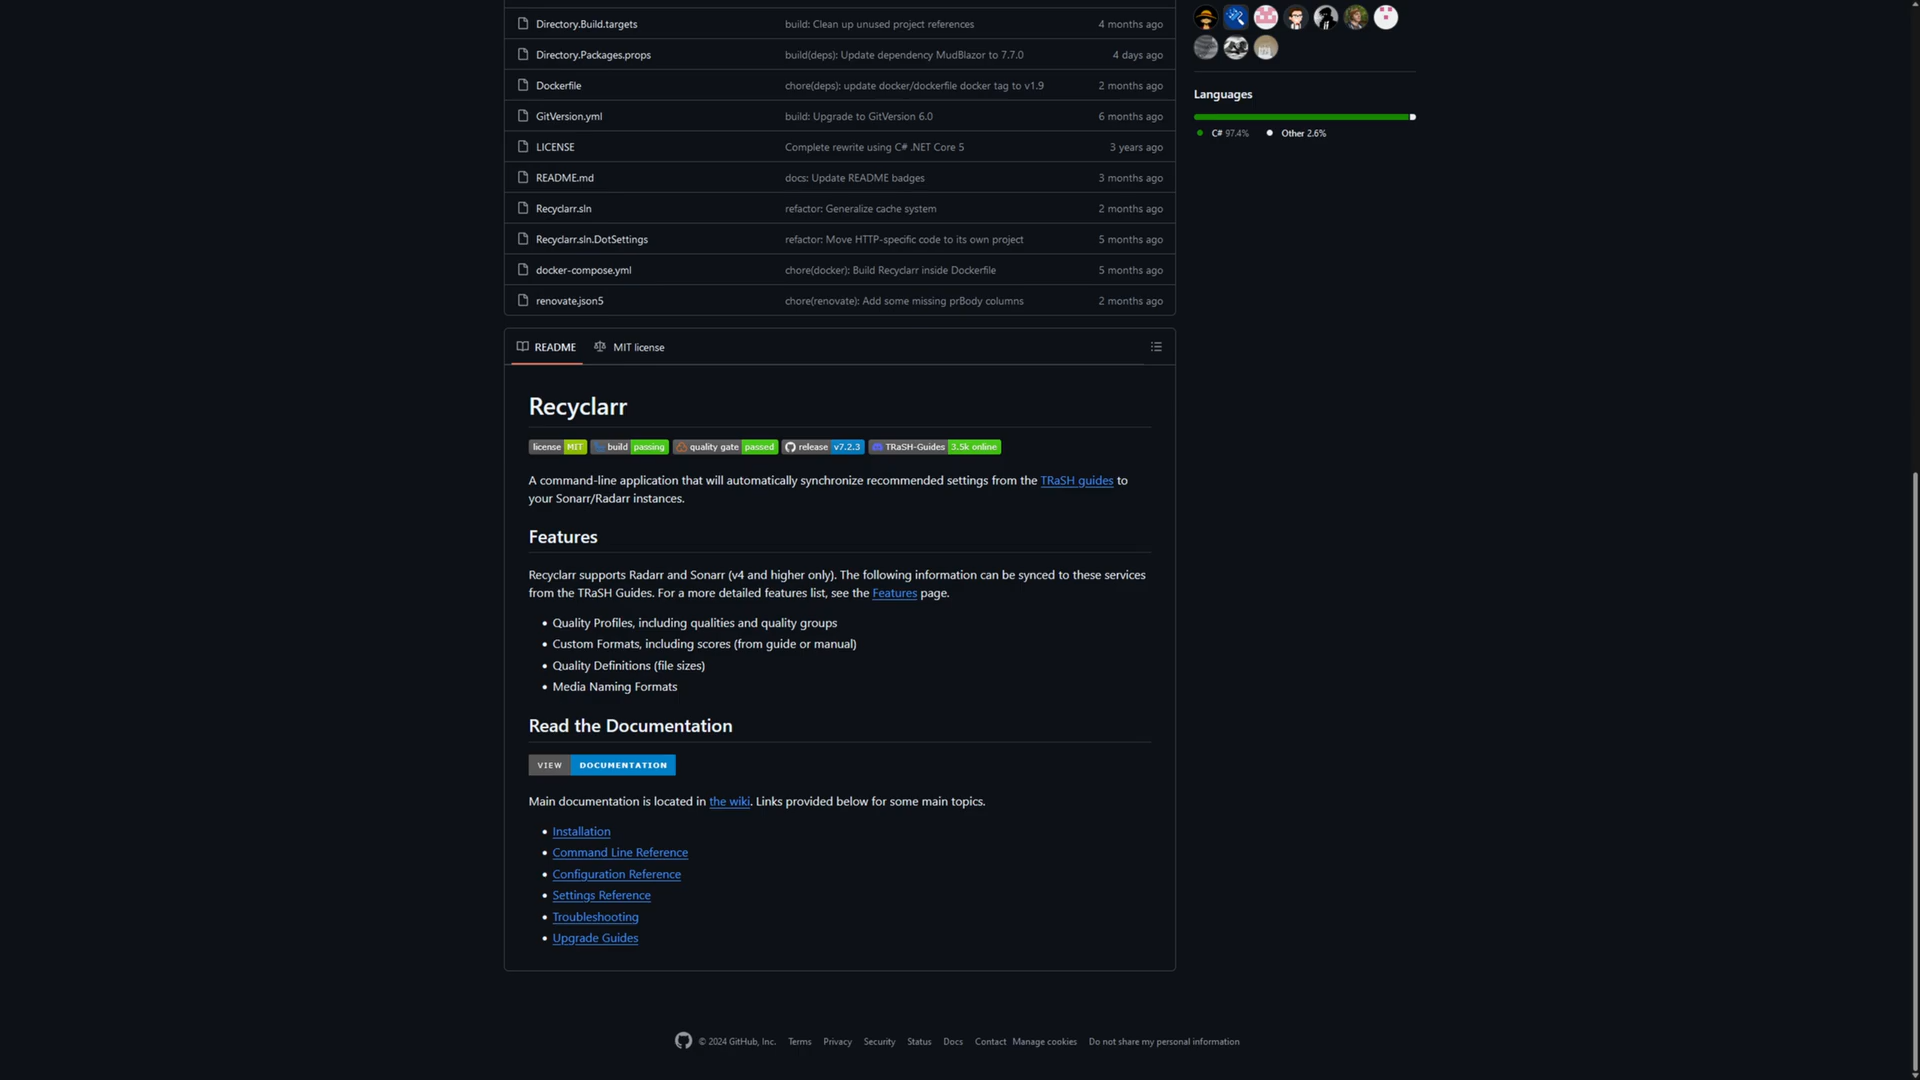 Directory.Build.targets build: Clean up unused project references 4 months ago
Directory.Packages.props build(deps): Update dependency MudBlazor to 7.7.0 4 days ago
Dockerfile chore(deps): update docker/dockerfile docker tag to v1.9 2 months ago
GitVersion.yml build: Upgrade to GitVersion 6.0 6 months ago
LICENSE Complete rewrite using C# .NET Core 5 3 years ago
README.md docs: Update README badges 3 months ago
Recyclarr.sln refactor: Generalize cache system 2 months ago
Recyclarr.sln.DotSettings refactor: Move HTTP-specific code to its own project 5 months ago
docker-compose.yml chore(docker): Build Recyclarr inside Dockerfile 5 months ago
renovate.json5 chore(renovate): Add some missing prBody columns 2 months ago
Languages
C# 97.4% Other 2.6%
README MIT license
Recyclarr
license MIT build passing quality gate passed release v7.2.3 TRaSH-Guides 3.5k online
A command-line application that will automatically synchronize recommended settings from the TRaSH guides to
your Sonarr/Radarr instances.
Features
Recyclarr supports Radarr and Sonarr (v4 and higher only). The following information can be synced to these services
from the TRaSH Guides. For a more detailed features list, see the Features page.
• Quality Profiles, including qualities and quality groups
• Custom Formats, including scores (from guide or manual)
• Quality Definitions (file sizes)
• Media Naming Formats
Read the Documentation
VIEW DOCUMENTATION
Main documentation is located in the wiki. Links provided below for some main topics.
• Installation
• Command Line Reference
• Configuration Reference
• Settings Reference
• Troubleshooting
• Upgrade Guides
© 2024 GitHub, Inc. Terms Privacy Security Status Docs Contact Manage cookies Do not share my personal information